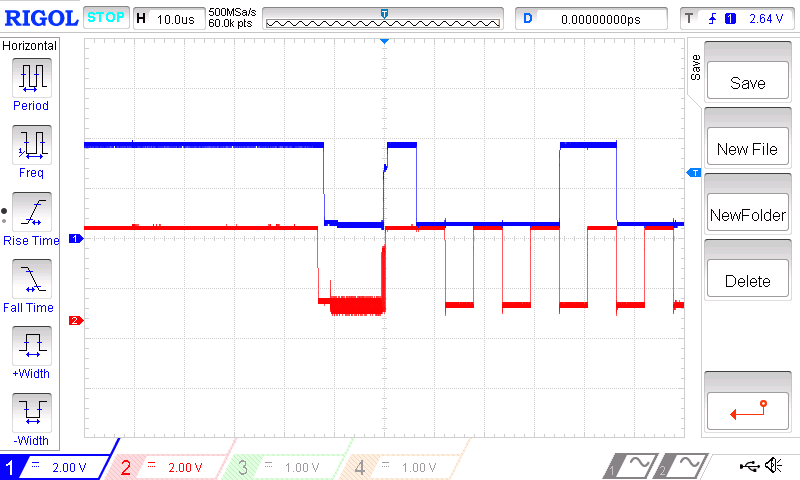 RIGOL STOP H 10.0us 500MSa/s D 0.00000000ps T 1 2.64 V
60.0k pts
Horizontal
Period
Freq
Rise Time
Fall Time
+Width
-Width
T
T
1
2
Save
Save
New File
NewFolder
Delete
1 2.00 V 2 2.00 V 3 1.00 V 4 1.00 V 1 2